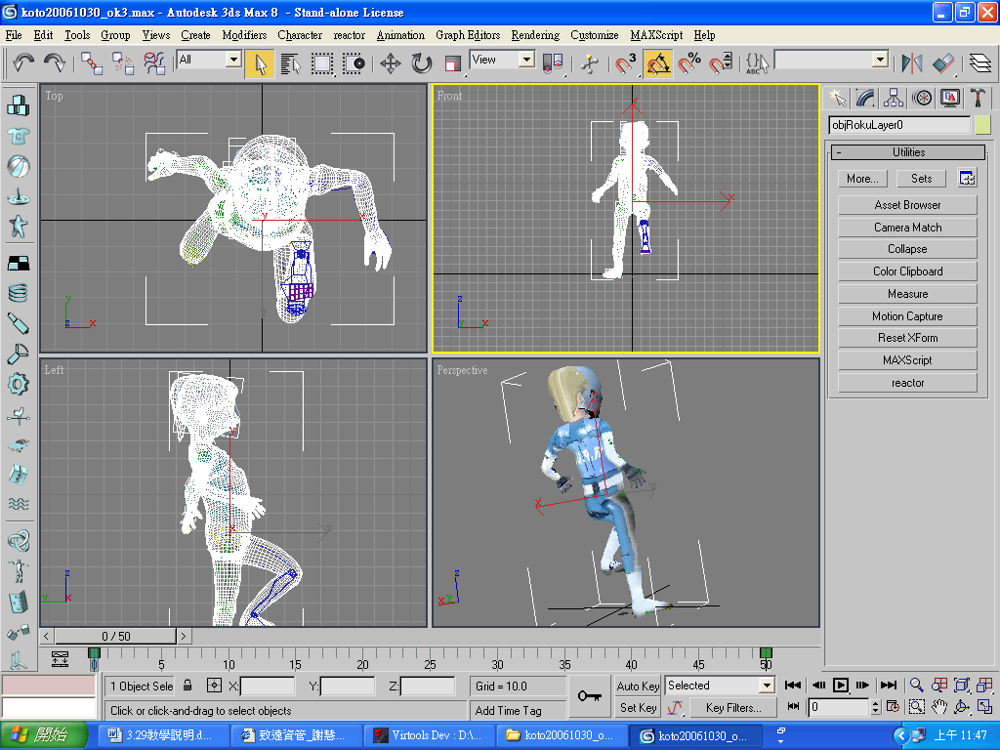 koto20061030_ok3.max - Autodesk 3ds Max 8 - Stand-alone License
File Edit Tools Group Views Create Modifiers Character reactor Animation Graph Editors Rendering Customize MAXScript Help
All View 3 % {} ABC
Top
Front
y
x
x
y
z x
z
y x
Left
Perspective
z
y x
x
z
x y
objRokuLayer0
- Utilities
More... Sets
Asset Browser
Camera Match
Collapse
Color Clipboard
Measure
Motion Capture
Reset XForm
MAXScript
reactor
< 0 / 50 >
0 5 10 15 20 25 30 35 40 45 50
1 Object Sele X: Y: Z: Grid = 10.0 Auto Key Selected
Click or click-and-drag to select objects Add Time Tag Set Key Key Filters... 0
開始 3.29教學說明.d... 致遠資管_謝慧... Virtools Dev : D:\... koto20061030_o... koto20061030_o... 上午 11:47